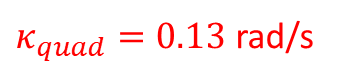 κ_quad = 0.13 rad/s